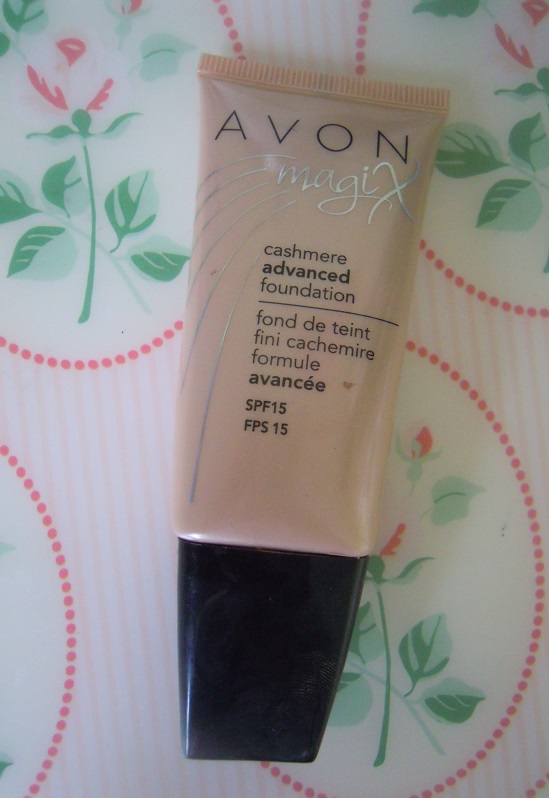 AVON
magiX
cashmere
advanced
foundation
fond de teint
fini cachemire
formule
avancée
SPF15
FPS 15